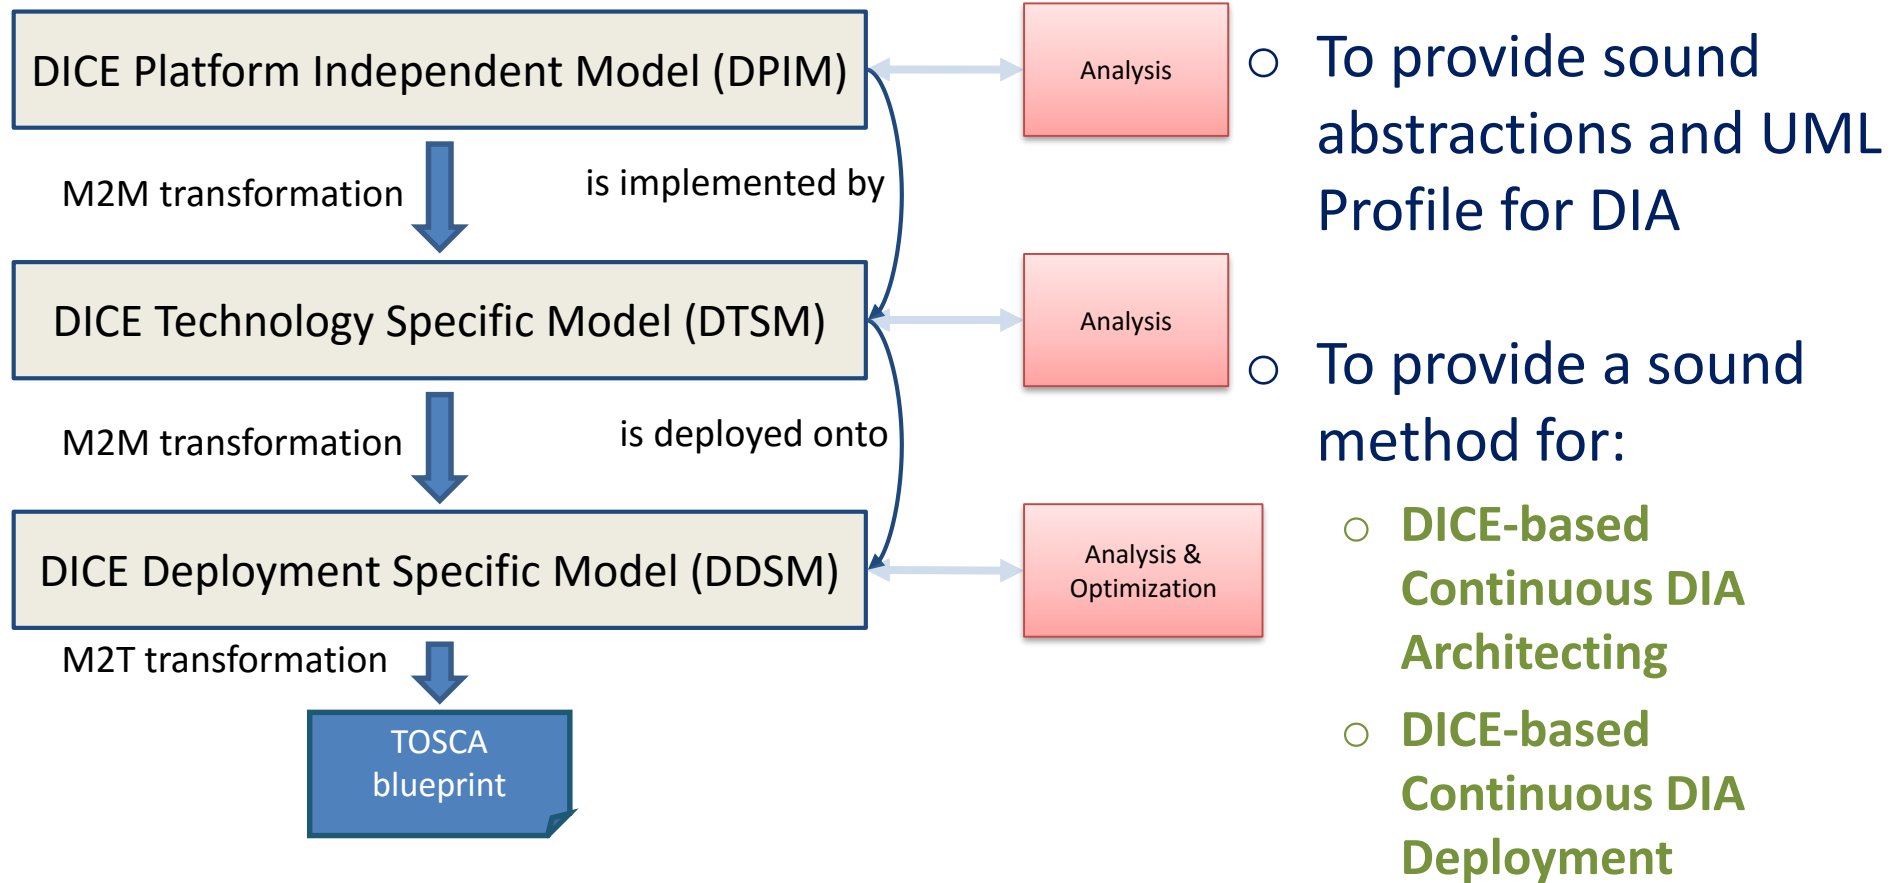 DICE Platform Independent Model (DPIM)
Analysis
M2M transformation
is implemented by
DICE Technology Specific Model (DTSM)
Analysis
M2M transformation
is deployed onto
DICE Deployment Specific Model (DDSM)
Analysis &
Optimization
M2T transformation
TOSCA
blueprint
o To provide sound
abstractions and UML
Profile for DIA
o To provide a sound
method for:
o DICE-based
Continuous DIA
Architecting
o DICE-based
Continuous DIA
Deployment